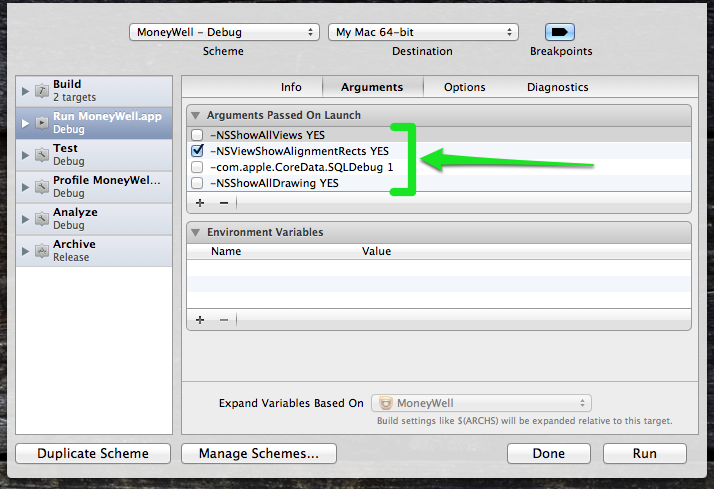 MoneyWell – Debug
My Mac 64-bit
Scheme
Destination
Breakpoints
Build
2 targets
Run MoneyWell.app
Debug
Test
Debug
Profile MoneyWel...
Debug
Analyze
Debug
Archive
Release
Info
Arguments
Options
Diagnostics
Arguments Passed On Launch
-NSShowAllViews YES
-NSViewShowAlignmentRects YES
-com.apple.CoreData.SQLDebug 1
-NSShowAllDrawing YES
Environment Variables
Name
Value
Expand Variables Based On
MoneyWell
Build settings like $(ARCHS) will be expanded relative to this target.
Duplicate Scheme
Manage Schemes...
Done
Run